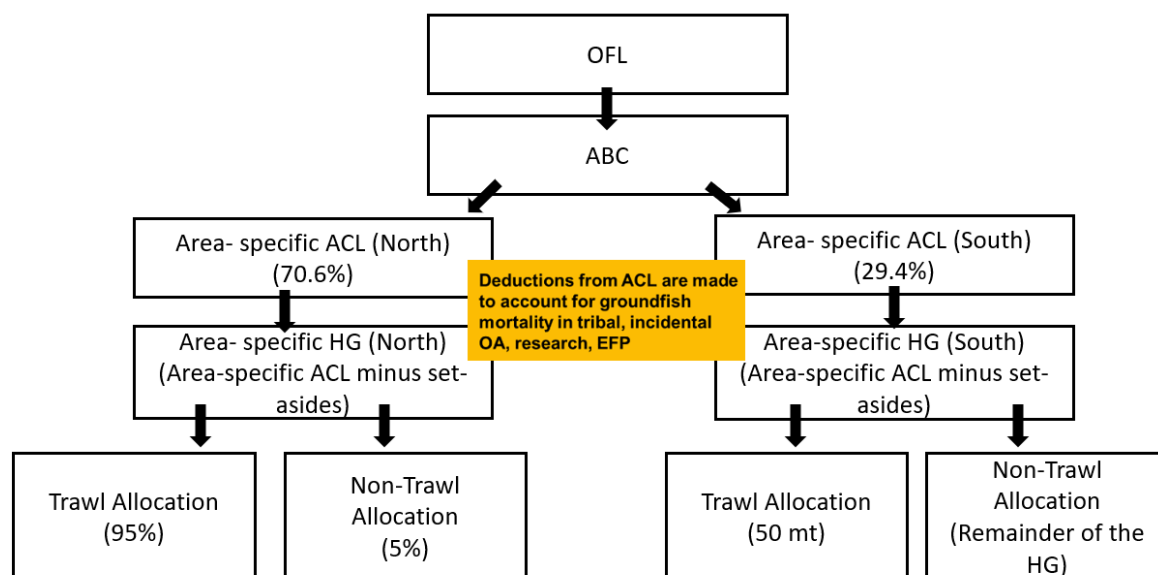 OFL
ABC
Area- specific ACL (North)
(70.6%)
Area- specific ACL (South)
(29.4%)
Deductions from ACL are made
to account for groundfish
mortality in tribal, incidental
OA, research, EFP
Area- specific HG (North)
(Area-specific ACL minus set-
asides)
Area-specific HG (South)
(Area-specific ACL minus set-
asides)
Trawl Allocation
(95%)
Non-Trawl
Allocation
(5%)
Trawl Allocation
(50 mt)
Non-Trawl
Allocation
(Remainder of the
HG)